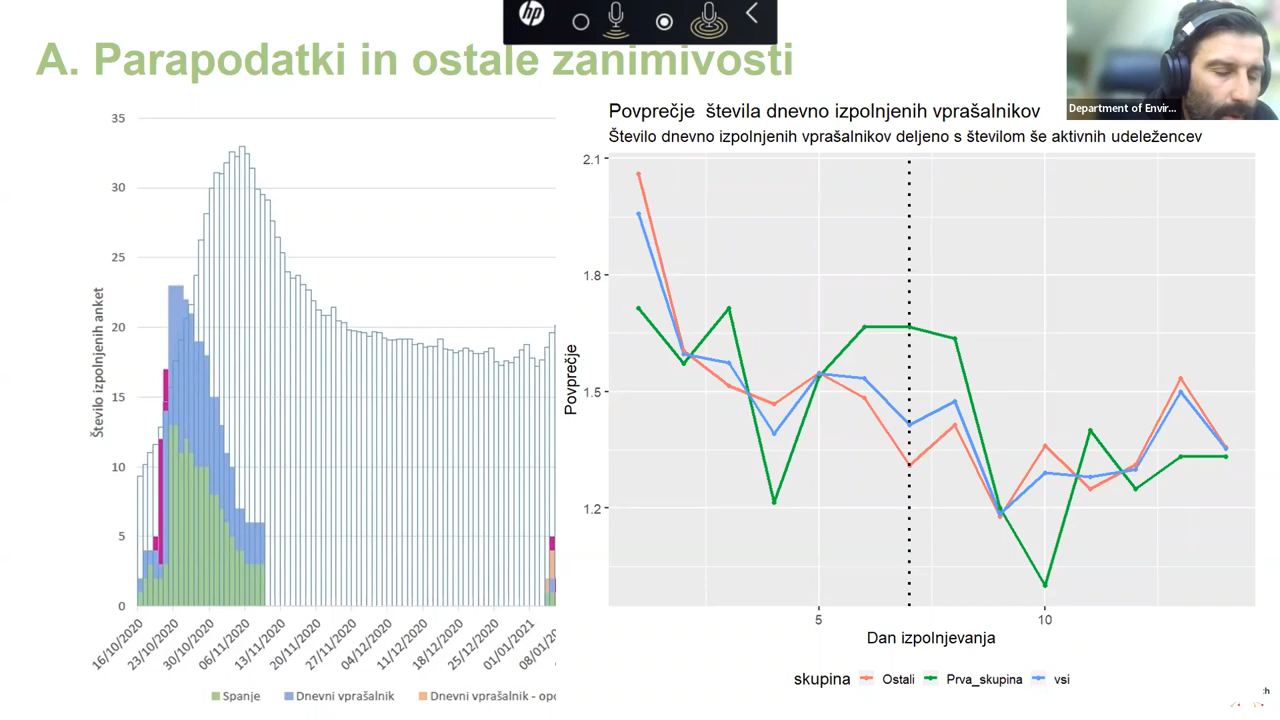 hp
A. Parapodatki in ostale zanimivosti
Department of Envir...
Število izpolnjenih anket
35
30
25
20
15
10
5
0
16/10/2020
23/10/2020
30/10/2020
06/11/2020
13/11/2020
20/11/2020
27/11/2020
04/12/2020
11/12/2020
18/12/2020
25/12/2020
01/01/2021
08/01/
Spanje
Dnevni vprašalnik
Dnevni vprašalnik - opo
Povprečje števila dnevno izpolnjenih vprašalnikov
Število dnevno izpolnjenih vprašalnikov deljeno s številom še aktivnih udeležencev
Povprečje
2.1
1.8
1.5
1.2
5
10
Dan izpolnjevanja
skupina
Ostali
Prva_skupina
vsi